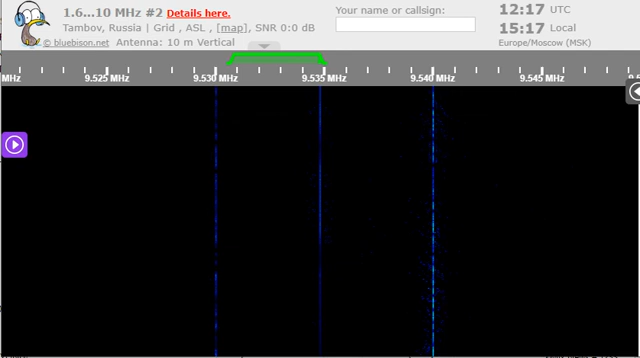 1.6...10 MHz #2 Details here.
Tambov, Russia | Grid , ASL , [map], SNR 0:0 dB
© bluebison.net Antenna: 10 m Vertical
Your name or callsign:
12:17 UTC
15:17 Local
Europe/Moscow (MSK)
MHz 9.525 MHz 9.530 MHz 9.535 MHz 9.540 MHz 9.545 MHz